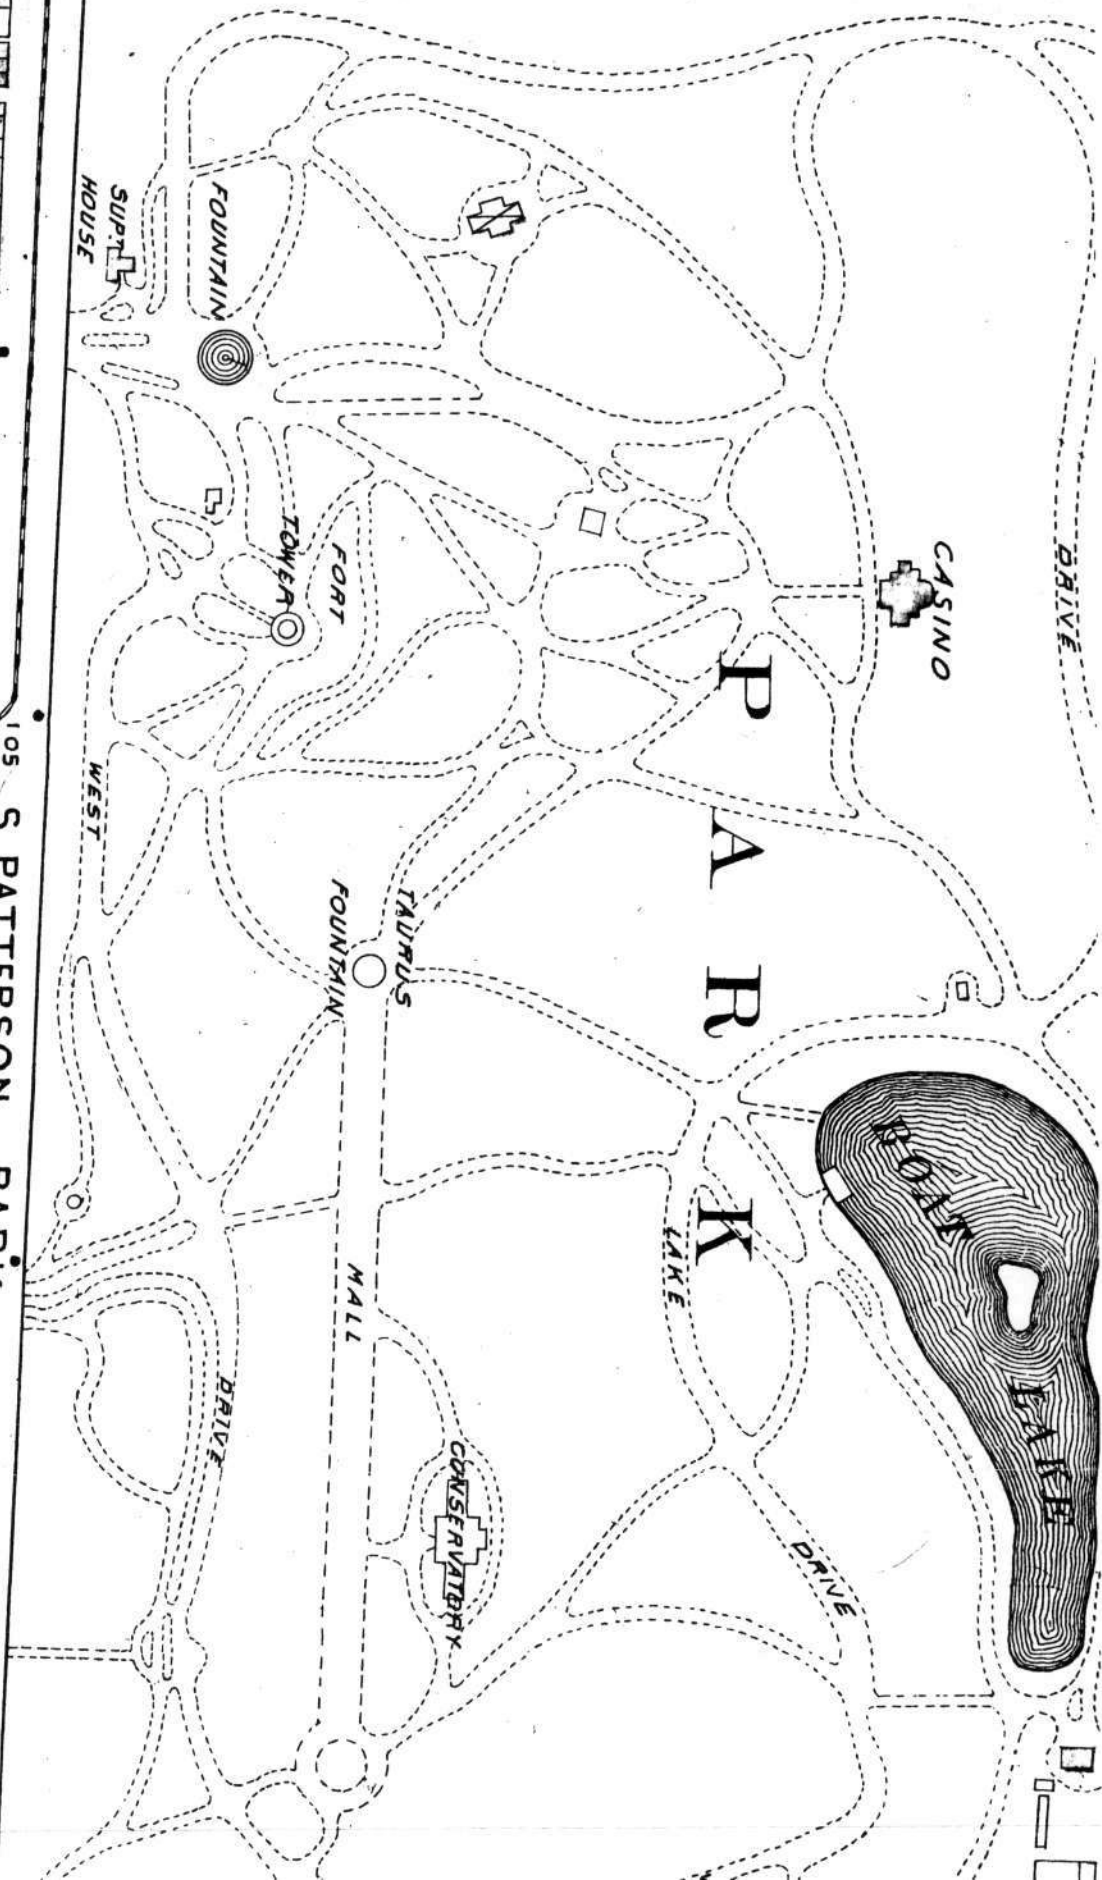 DRIVE
CASINO
PARK
BOAT LAKE
LAKE
DRIVE
FOUNTAIN
SUPT.
HOUSE
FORT
TOWER
TAURUS
FOUNTAIN
MALL
CONSERVATORY
WEST
DRIVE
105
S PATTERSON